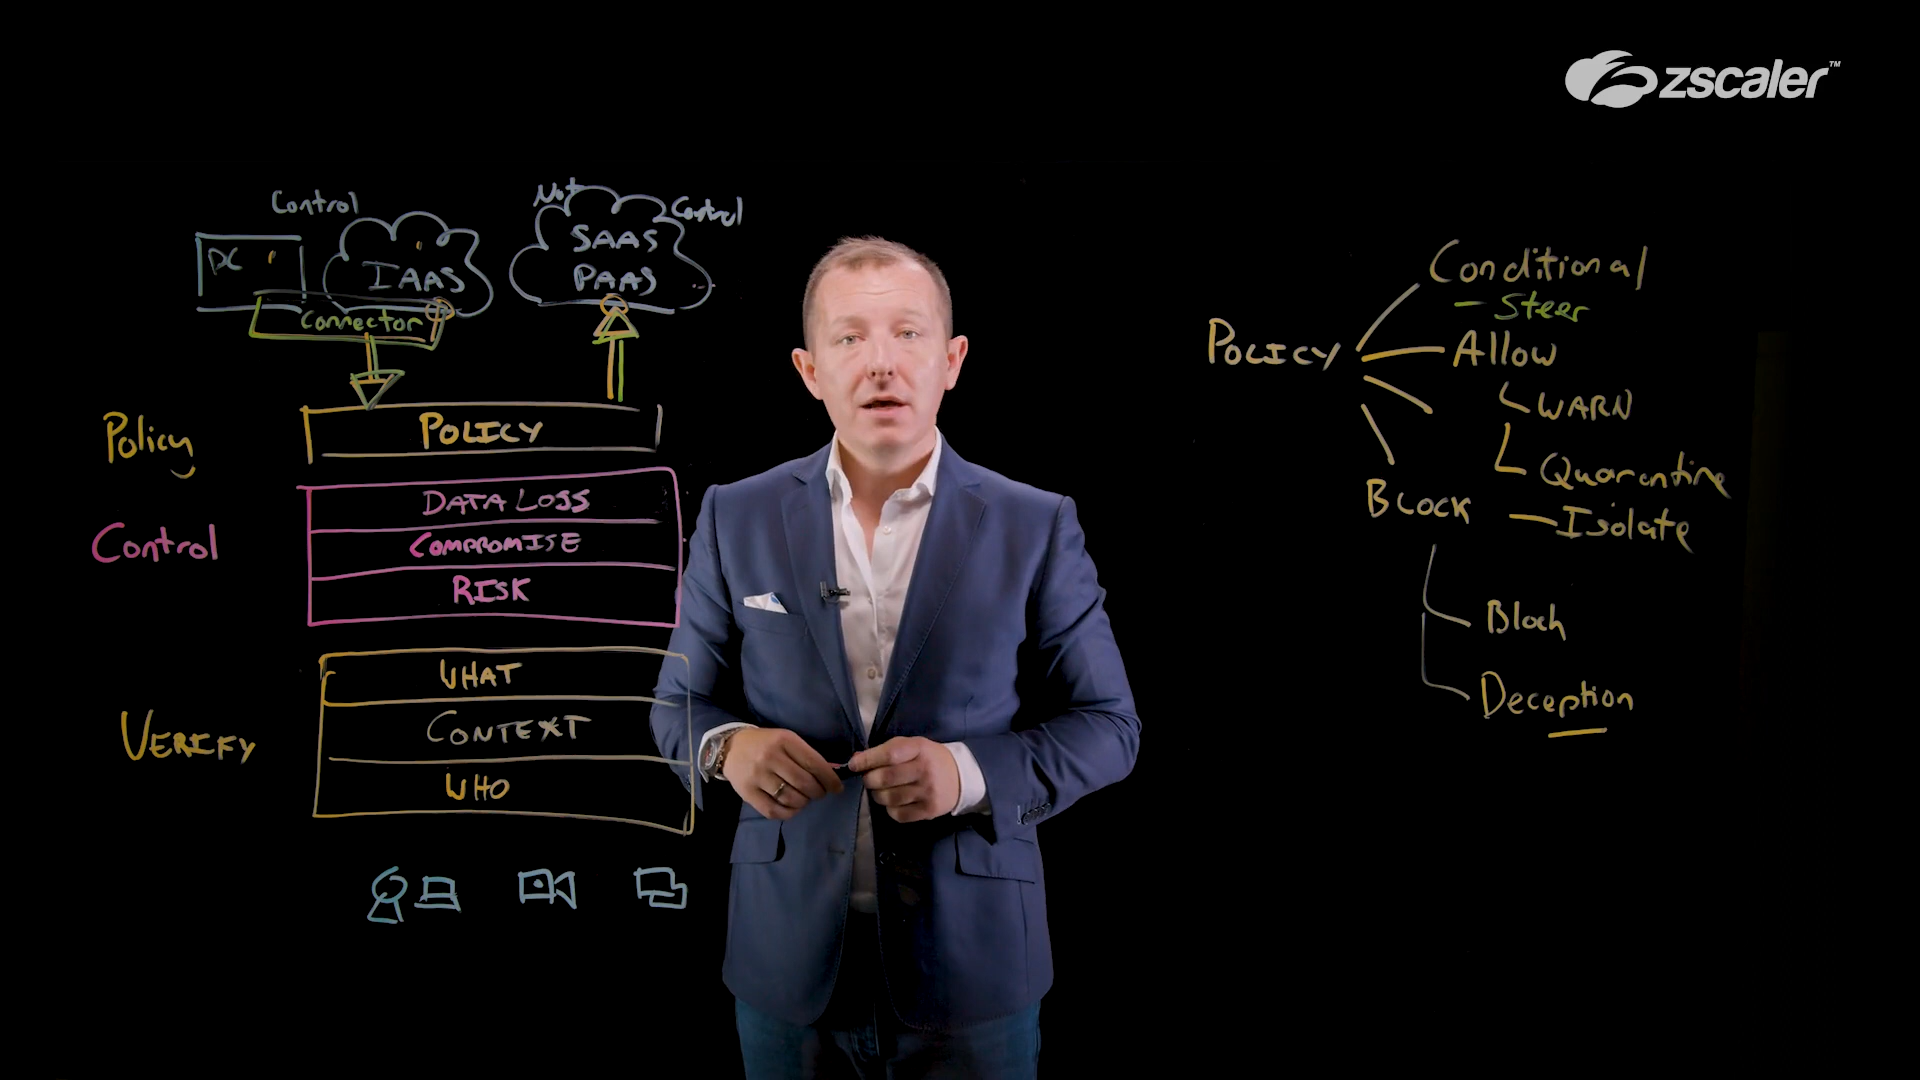 zscaler™
Control
Not
Control
DC
IAAS
SAAS
PAAS
Connector
Policy
POLICY
Control
DATA LOSS
COMPROMISE
RISK
VERIFY
WHAT
CONTEXT
WHO
POLICY
Conditional
- Steer
Allow
WARN
Quarantine
BLOCK
- Isolate
Block
Deception